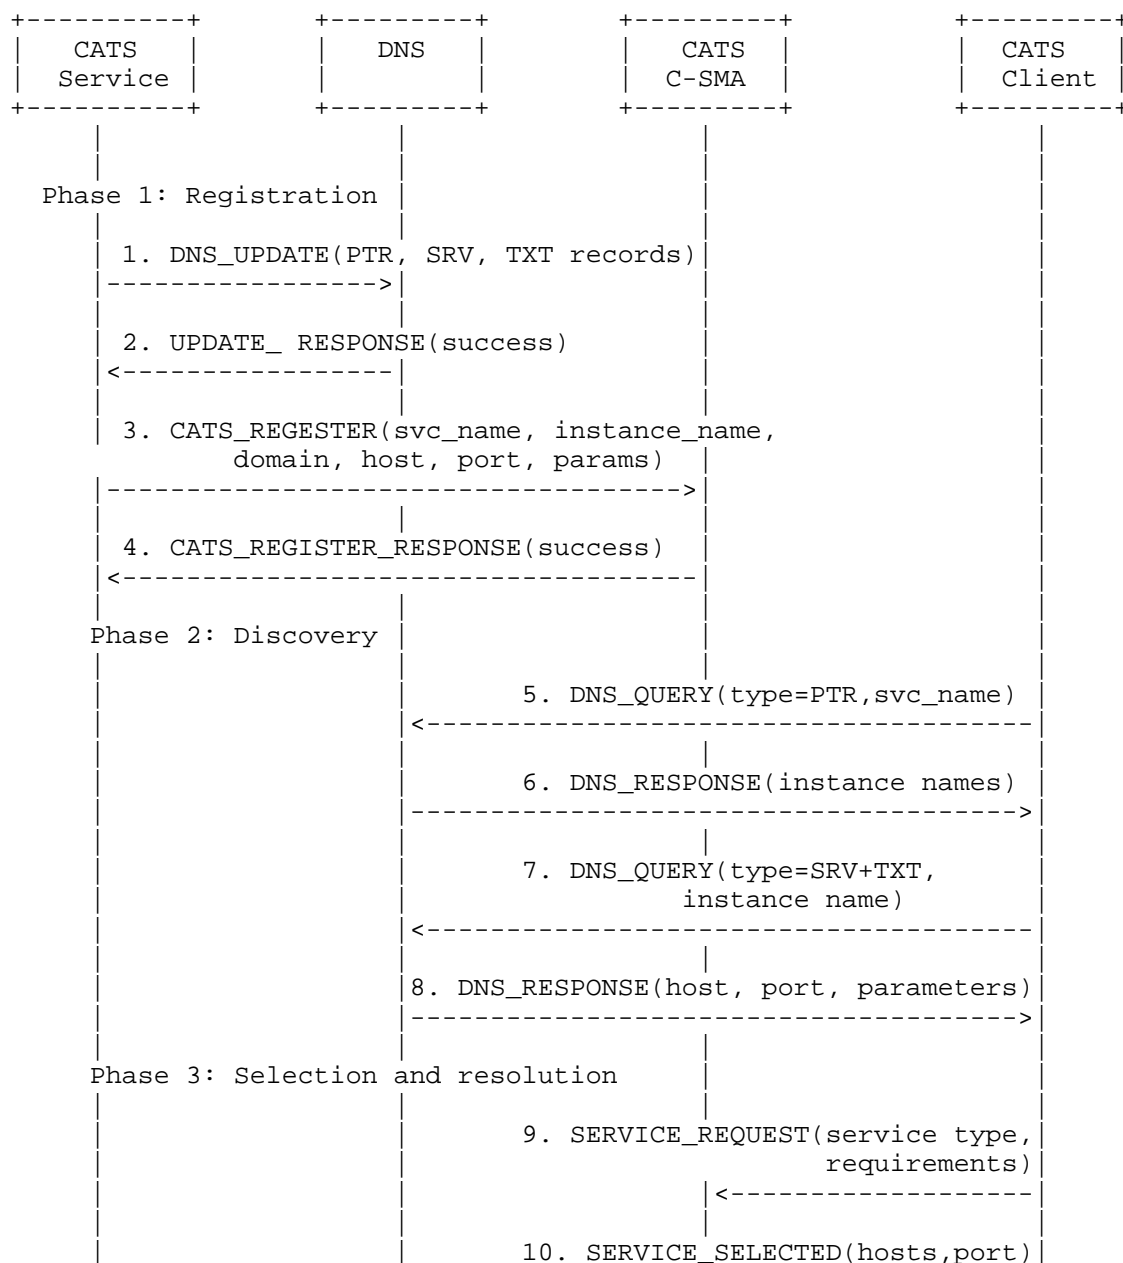 CATS DNS CATS CATS
Service C-SMA Client
Phase 1: Registration
1. DNS_UPDATE(PTR, SRV, TXT records)
2. UPDATE_ RESPONSE(success)
3. CATS_REGESTER(svc_name, instance_name,
domain, host, port, params)
4. CATS_REGISTER_RESPONSE(success)
Phase 2: Discovery
5. DNS_QUERY(type=PTR,svc_name)
6. DNS_RESPONSE(instance names)
7. DNS_QUERY(type=SRV+TXT,
instance name)
8. DNS_RESPONSE(host, port, parameters)
Phase 3: Selection and resolution
9. SERVICE_REQUEST(service type,
requirements)
10. SERVICE_SELECTED(hosts,port)